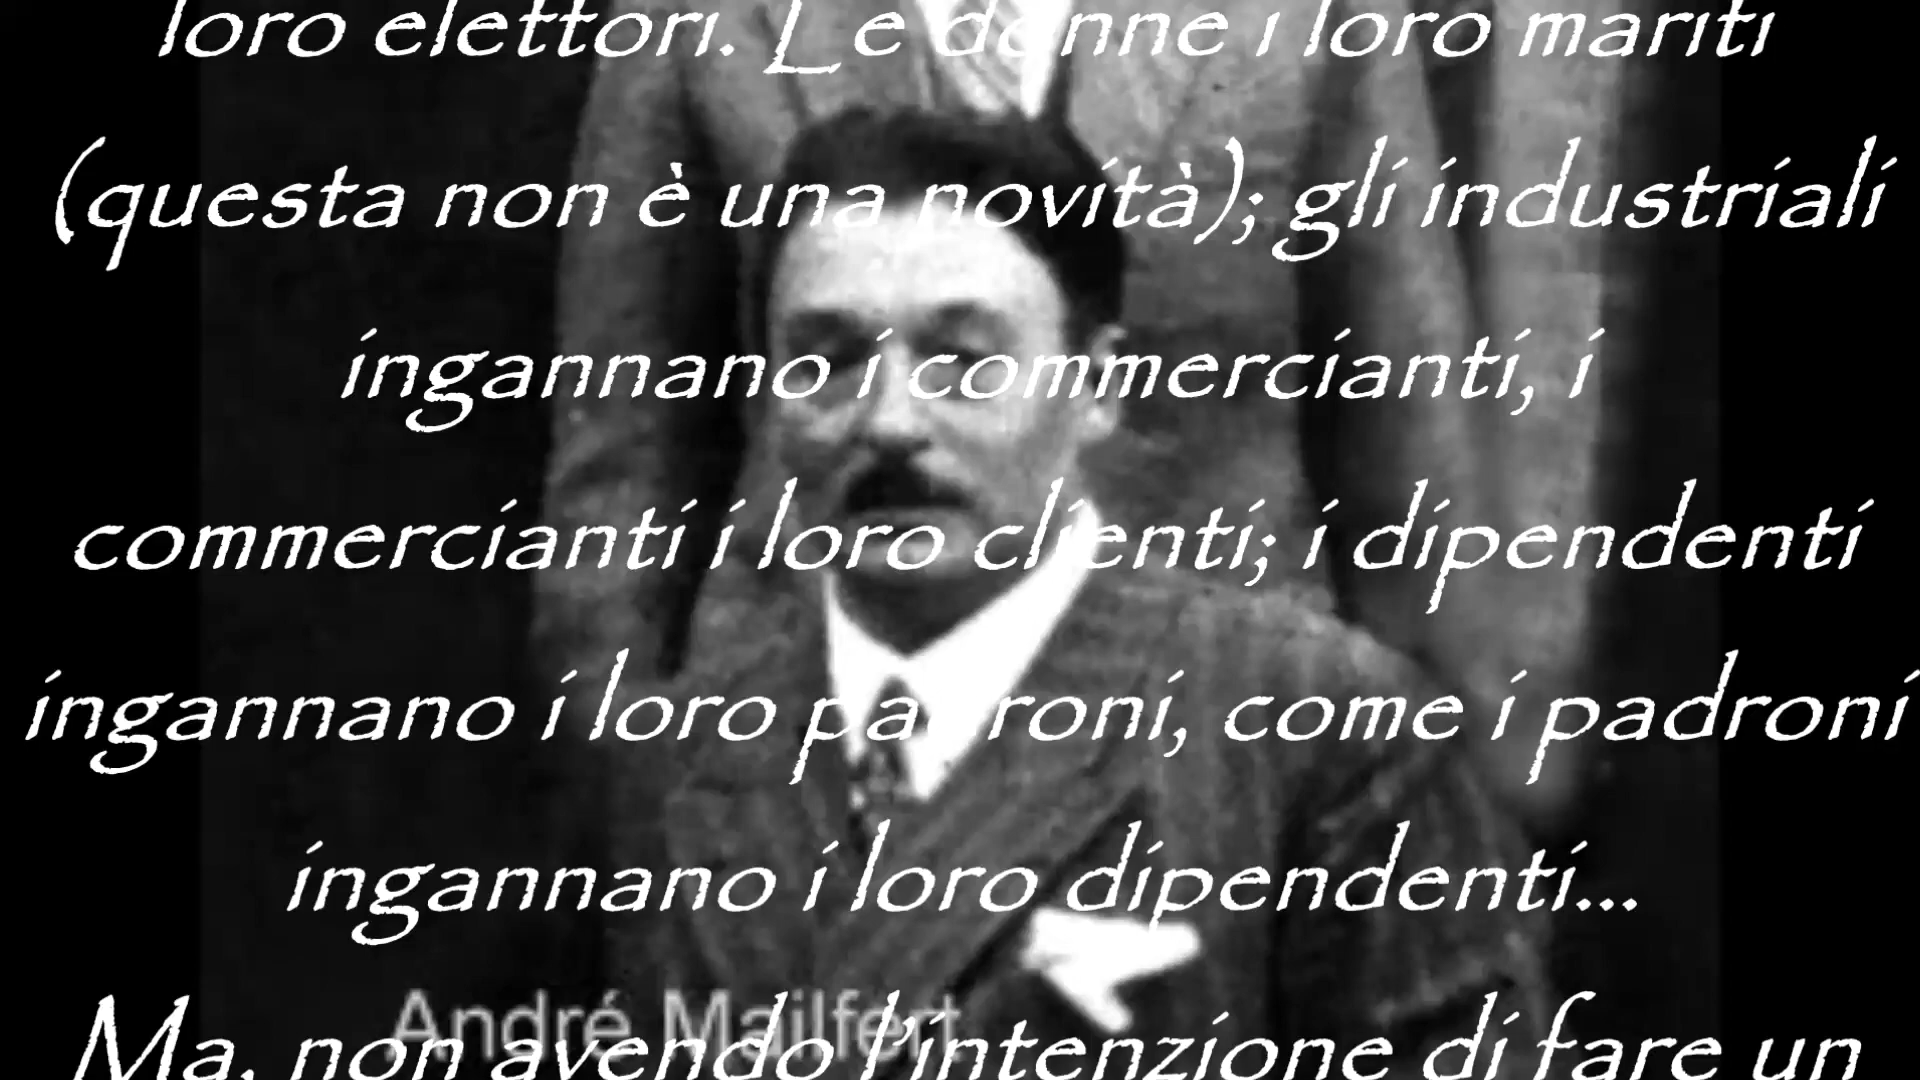 loro elettori. Le donne i loro mariti
(questa non è una novità); gli industriali
ingannano i commercianti, i
commercianti i loro clienti; i dipendenti
ingannano i loro padroni, come i padroni
ingannano i loro dipendenti...
André Mailfert
Ma, non avendo l'intenzione di fare un